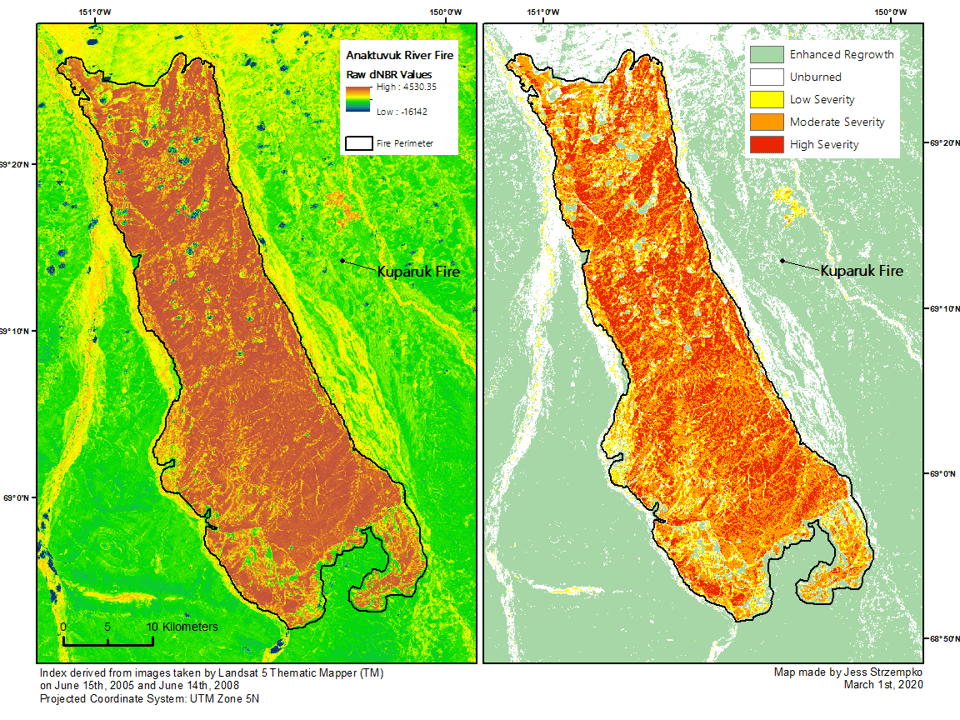 151°0'W
150°0'W
151°0'W
150°0'W
Anaktuvuk River Fire
Raw dNBR Values
High : 4530.35
Low : -16142
Fire Perimeter
Enhanced Regrowth
Unburned
Low Severity
Moderate Severity
High Severity
69°20'N
69°20'N
Kuparuk Fire
Kuparuk Fire
69°10'N
69°10'N
69°0'N
69°0'N
0 5 10 Kilometers
68°50'N
Index derived from images taken by Landsat 5 Thematic Mapper (TM)
on June 15th, 2005 and June 14th, 2008
Projected Coordinate System: UTM Zone 5N
Map made by Jess Strzempko
March 1st, 2020